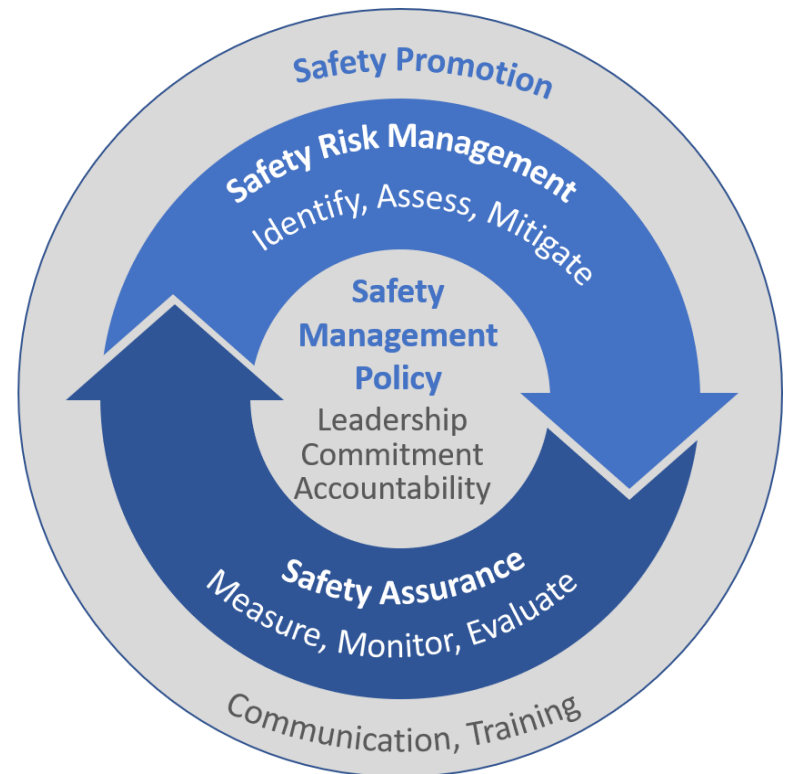 Safety Promotion
Safety Risk Management
Identify, Assess, Mitigate
Safety
Management
Policy
Leadership
Commitment
Accountability
Safety Assurance
Measure, Monitor, Evaluate
Communication, Training